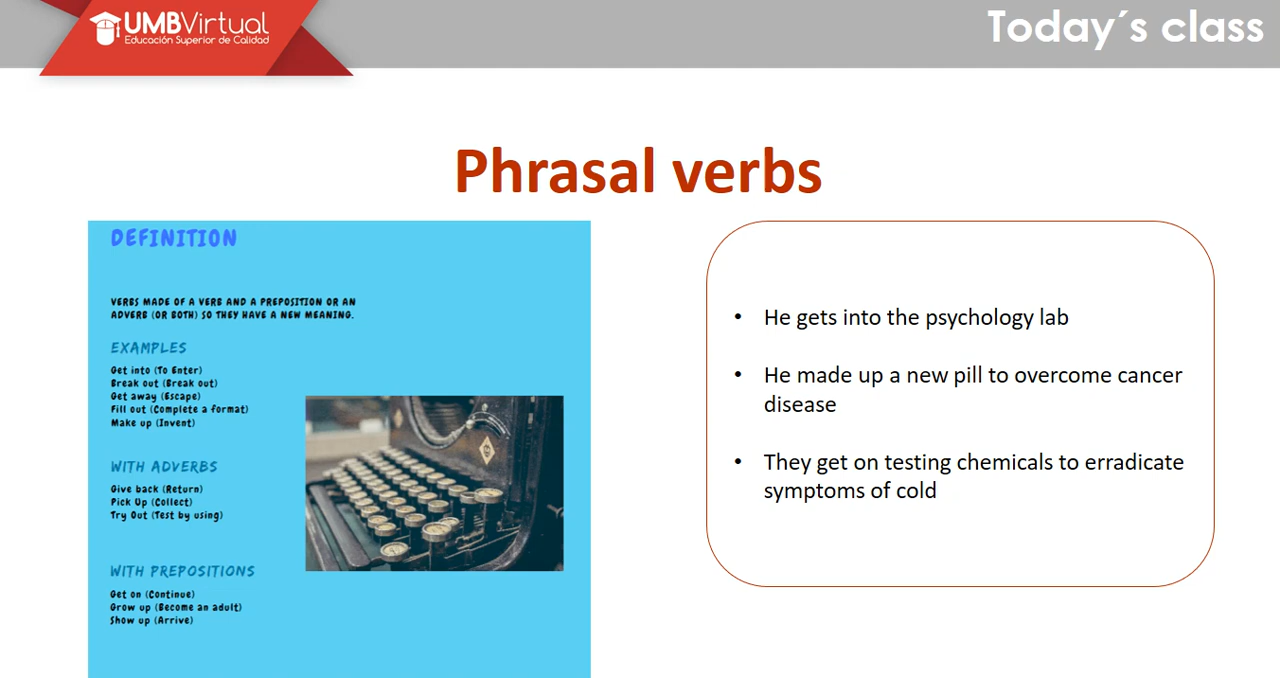 UMBVirtual
Educación Superior de Calidad
Today´s class
Phrasal verbs
DEFINITION
VERBS MADE OF A VERB AND A PREPOSITION OR AN
ADVERB (OR BOTH) SO THEY HAVE A NEW MEANING.
EXAMPLES
Get into (To Enter)
Break out (Break out)
Get away (Escape)
Fill out (Complete a format)
Make up (Invent)
WITH ADVERBS
Give back (Return)
Pick Up (Collect)
Try Out (Test by using)
WITH PREPOSITIONS
Get on (Continue)
Grow up (Become an adult)
Show up (Arrive)
• He gets into the psychology lab
• He made up a new pill to overcome cancer
disease
• They get on testing chemicals to erradicate
symptoms of cold